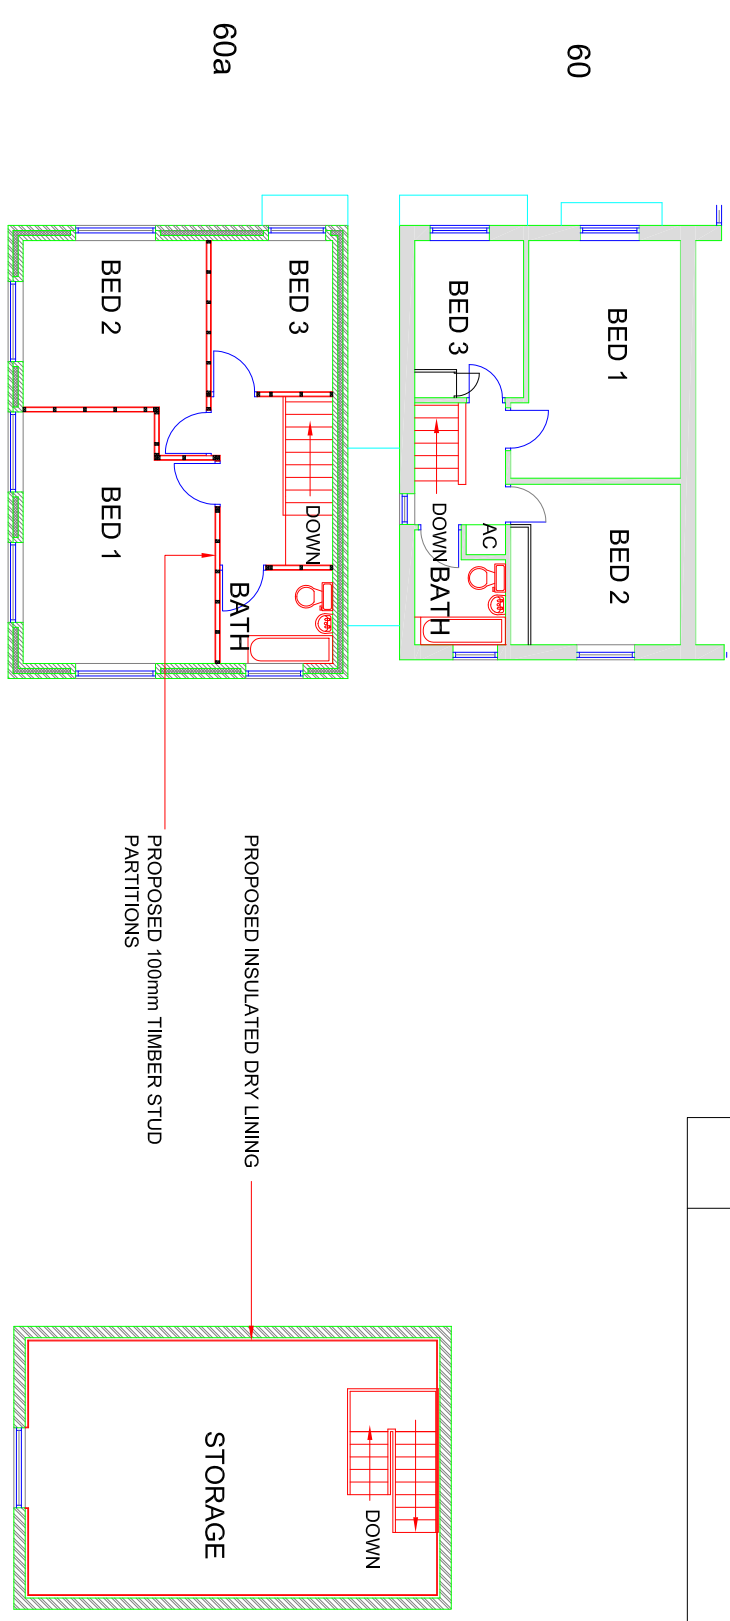 60
60a
BED 3
BED 1
DOWN
AC
BATH
BED 2
BED 3
BED 2
DOWN
BATH
BED 1
PROPOSED INSULATED DRY LINING
PROPOSED 100mm TIMBER STUD
PARTITIONS
DOWN
STORAGE